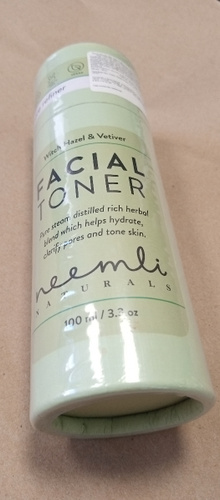 Witch Hazel & Vetiver
FACIAL
TONER
Pure steam distilled rich herbal
blend which helps hydrate,
clarify pores and tone skin.
neemli
NATURALS
100 ml / 3.3 oz